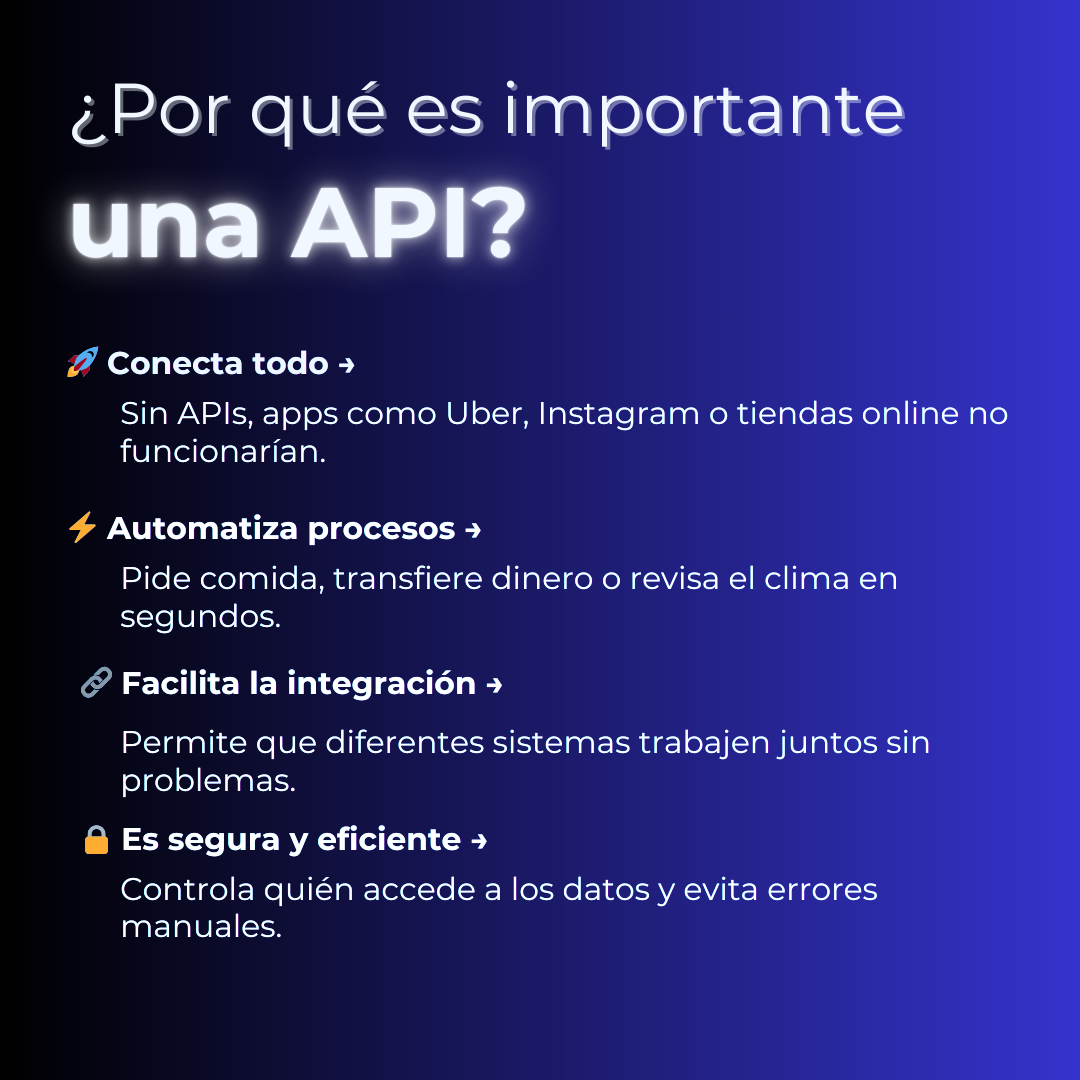 ¿Por qué es importante
una API?
🚀 Conecta todo →
Sin APIs, apps como Uber, Instagram o tiendas online no
funcionarían.
⚡ Automatiza procesos →
Pide comida, transfiere dinero o revisa el clima en
segundos.
🔗 Facilita la integración →
Permite que diferentes sistemas trabajen juntos sin
problemas.
🔒 Es segura y eficiente →
Controla quién accede a los datos y evita errores
manuales.